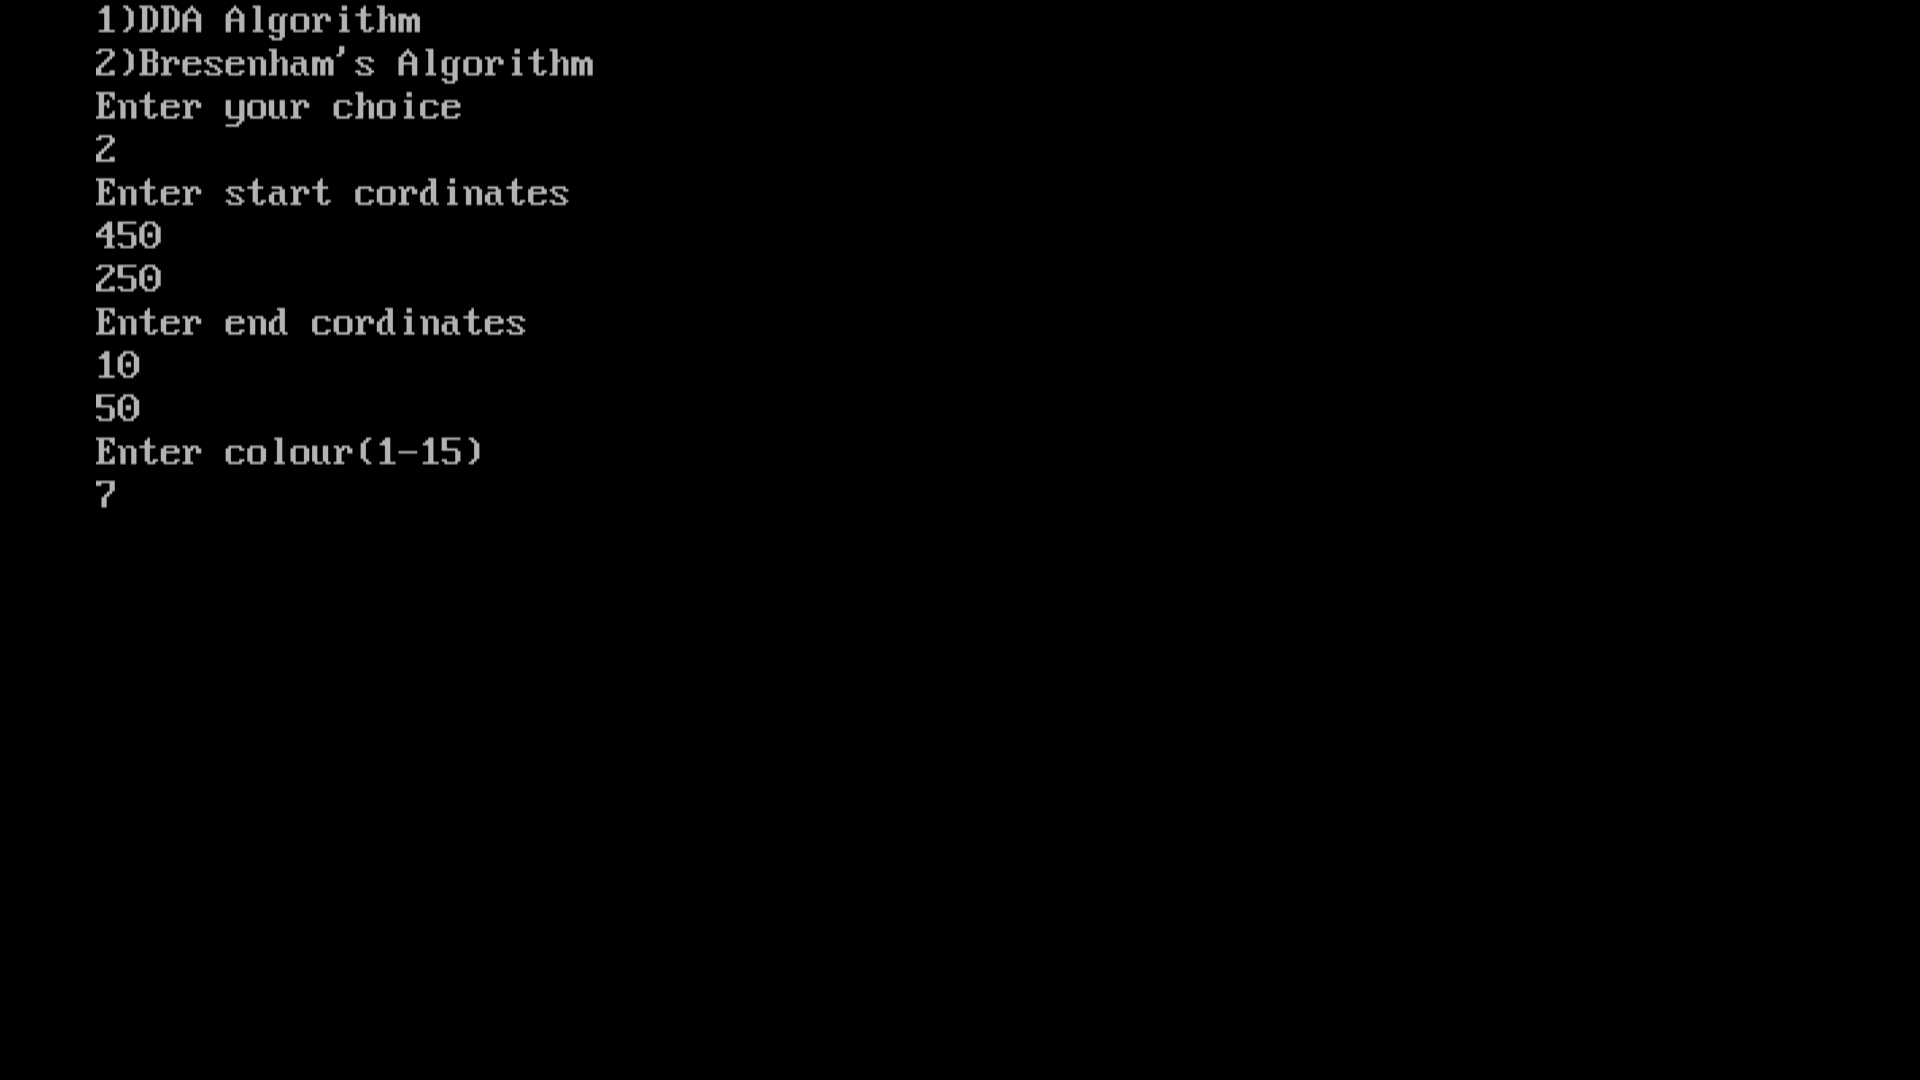 1)DDA Algorithm
2)Bresenham's Algorithm
Enter your choice
2
Enter start cordinates
450
250
Enter end cordinates
10
50
Enter colour(1-15)
7